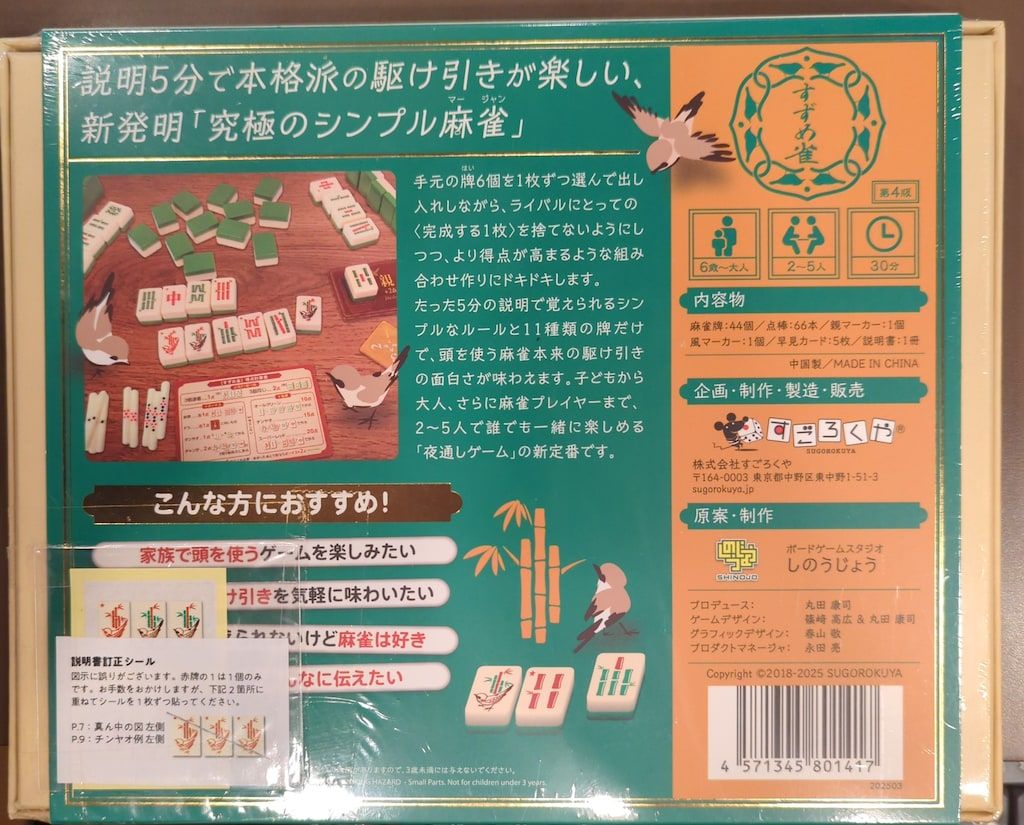 説明5分で本格派の駆け引きが楽しい、
新発明「究極のシンプル麻雀」
マー ジャン
手元の牌6個を1枚ずつ選んで出し
はい
入れしながら、ライバルにとっての
〈完成する1枚〉を捨てないようにし
つつ、より得点が高まるような組み
合わせ作りにドキドキします。
たった5分の説明で覚えられるシン
プルなルールと11種類の牌だけ
で、頭を使う麻雀本来の駆け引き
の面白さが味わえます。子どもから
大人、さらに麻雀プレイヤーまで、
2〜5人で誰でも一緒に楽しめる
「夜通しゲーム」の新定番です。
こんな方におすすめ!
家族で頭を使うゲームを楽しみたい
け引きを気軽に味わいたい
られないけど麻雀は好き
なに伝えたい
説明書訂正シール
図示に誤りがございます。赤牌の1は1個のみ
です。お手数をおかけしますが、下記2箇所に
重ねてシールを1枚ずつ貼ってください。
P.7:真ん中の図 左側
P.9:チンヤオ例 左側
ますので、3歳未満には与えないでください。
HAZARD - Small Parts. Not for children under 3 years.
すずめ雀
第4版
6歳〜大人
2〜5人
30分
内容物
麻雀牌:44個/点棒:66本/親マーカー:1個
風マーカー:1個/早見カード:5枚/説明書:1冊
中国製/MADE IN CHINA
企画・制作・製造・販売
すごろくや®
SUGOROKUYA
株式会社すごろくや
〒164-0003 東京都中野区東中野1-51-3
sugorokuya.jp
原案・制作
ボードゲームスタジオ
しのうじょう
SHINOJO
プロデュース: 丸田 康司
ゲームデザイン: 篠崎 高広 & 丸田 康司
グラフィックデザイン: 春山 敬
プロダクトマネージャ: 永田 亮
Copyright ©2018-2025 SUGOROKUYA
4 571345 801417
202503